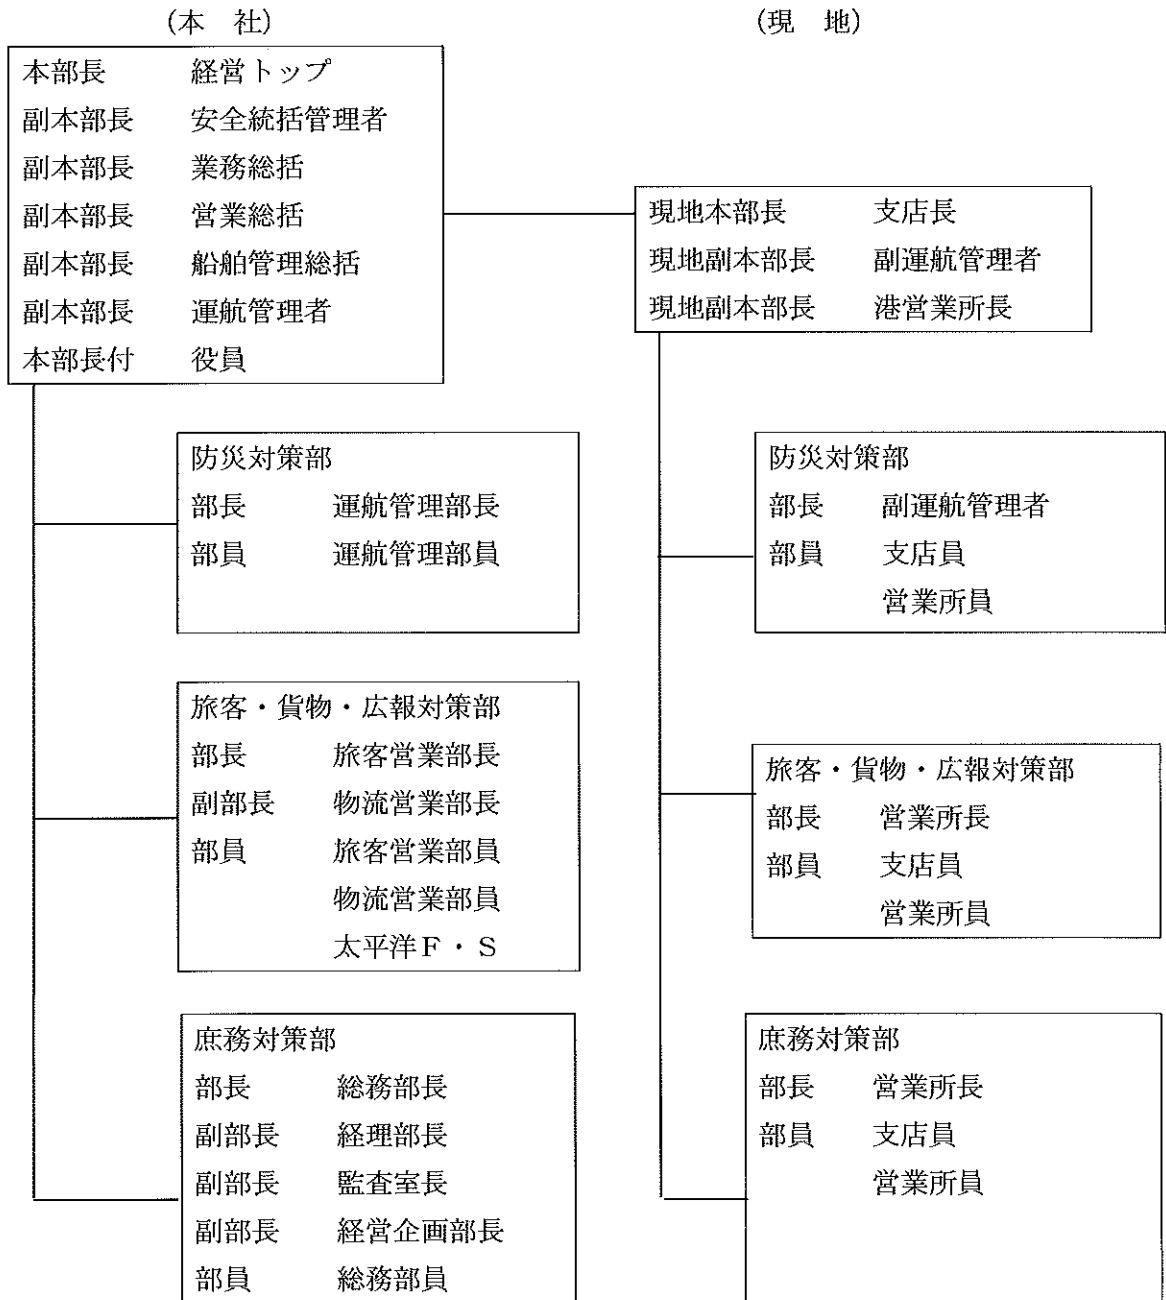 （本　社）
本部長　経営トップ
副本部長　安全統括管理者
副本部長　業務総括
副本部長　営業総括
副本部長　船舶管理総括
副本部長　運航管理者
本部長付　役員
防災対策部
部長　運航管理部長
部員　運航管理部員
旅客・貨物・広報対策部
部長　旅客営業部長
副部長　物流営業部長
部員　旅客営業部員
物流営業部員
太平洋Ｆ・Ｓ
庶務対策部
部長　総務部長
副部長　経理部長
副部長　監査室長
副部長　経営企画部長
部員　総務部員
（現　地）
現地本部長　支店長
現地副本部長　副運航管理者
現地副本部長　港営業所長
防災対策部
部長　副運航管理者
部員　支店員
営業所員
旅客・貨物・広報対策部
部長　営業所長
部員　支店員
営業所員
庶務対策部
部長　営業所長
部員　支店員
営業所員